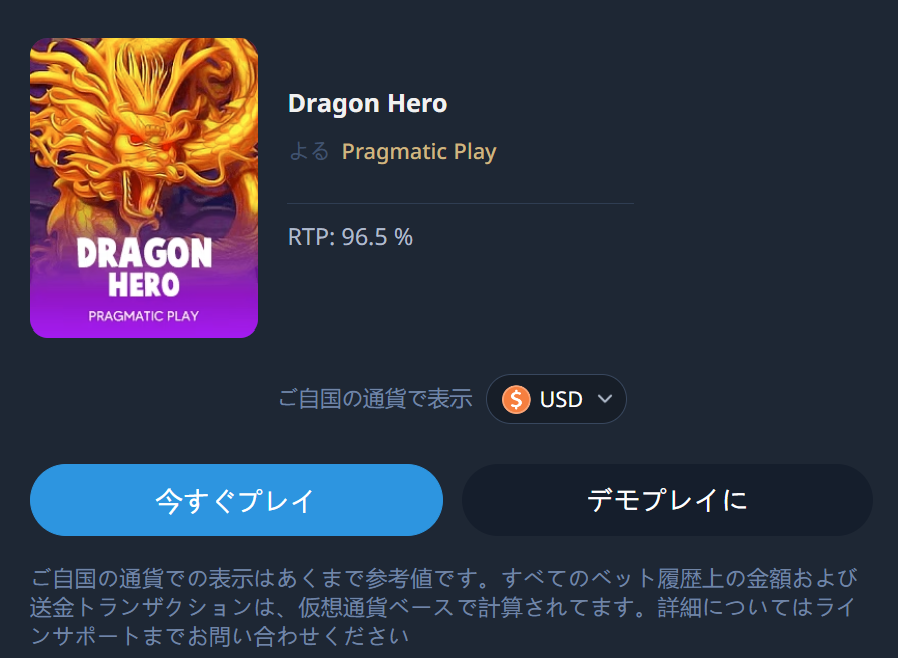 Dragon Hero
よる Pragmatic Play
RTP: 96.5 %
DRAGON
HERO
PRAGMATIC PLAY
ご自国の通貨で表示 $ USD
今すぐプレイ デモプレイに
ご自国の通貨での表示はあくまで参考値です。すべてのベット履歴上の金額および
送金トランザクションは、仮想通貨ベースで計算されてます。詳細についてはライ
ンサポートまでお問い合わせください